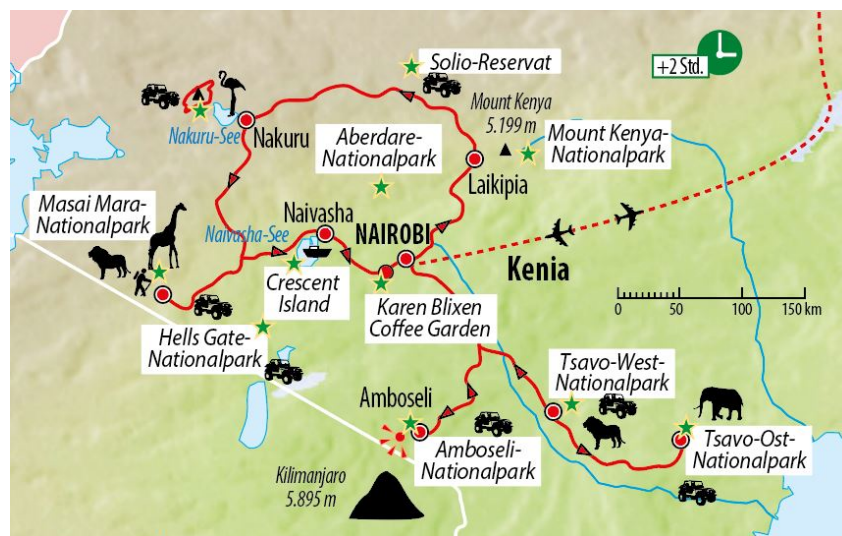 +2 Std.
Solio-Reservat
Mount Kenya
5.199 m
Mount Kenya-
Nationalpark
Nakuru-See
Nakuru
Aberdare-
Nationalpark
Laikipia
Masai Mara-
Nationalpark
Naivasha
Naivasha-See
NAIROBI
Kenia
Crescent
Island
Karen Blixen
Coffee Garden
0 50 100 150 km
Hells Gate-
Nationalpark
Tsavo-West-
Nationalpark
Amboseli
Amboseli-
Nationalpark
Tsavo-Ost-
Nationalpark
Kilimanjaro
5.895 m